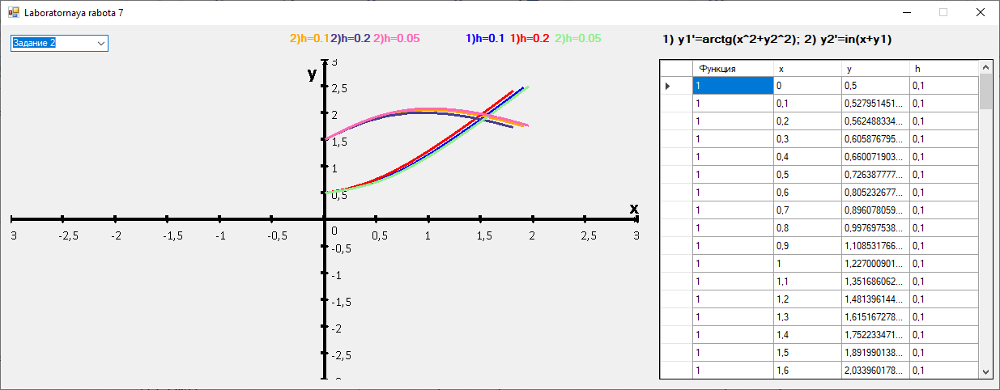 Laboratornaya rabota 7
Задание 2
2)h=0.1 2)h=0.2 2)h=0.05 1)h=0.1 1)h=0.2 2)h=0.05
1) y1'=arctg(x^2+y2^2); 2) y2'=in(x+y1)
y
3
2,5
2
1,5
1
0,5
x
3 -2,5 -2 -1,5 -1 -0,5 0 0,5 1 1,5 2 2,5 3
-0,5
-1
-1,5
-2
-2,5
Функция x y h
1 0 0,5 0,1
1 0,1 0,527951451... 0,1
1 0,2 0,562488334... 0,1
1 0,3 0,605876795... 0,1
1 0,4 0,660071903... 0,1
1 0,5 0,726387777... 0,1
1 0,6 0,805232677... 0,1
1 0,7 0,896078059... 0,1
1 0,8 0,997697538... 0,1
1 0,9 1,108531766... 0,1
1 1 1,227000901... 0,1
1 1,1 1,351686062... 0,1
1 1,2 1,481396144... 0,1
1 1,3 1,615167278... 0,1
1 1,4 1,752233471... 0,1
1 1,5 1,891990138... 0,1
1 1,6 2,033960178... 0,1